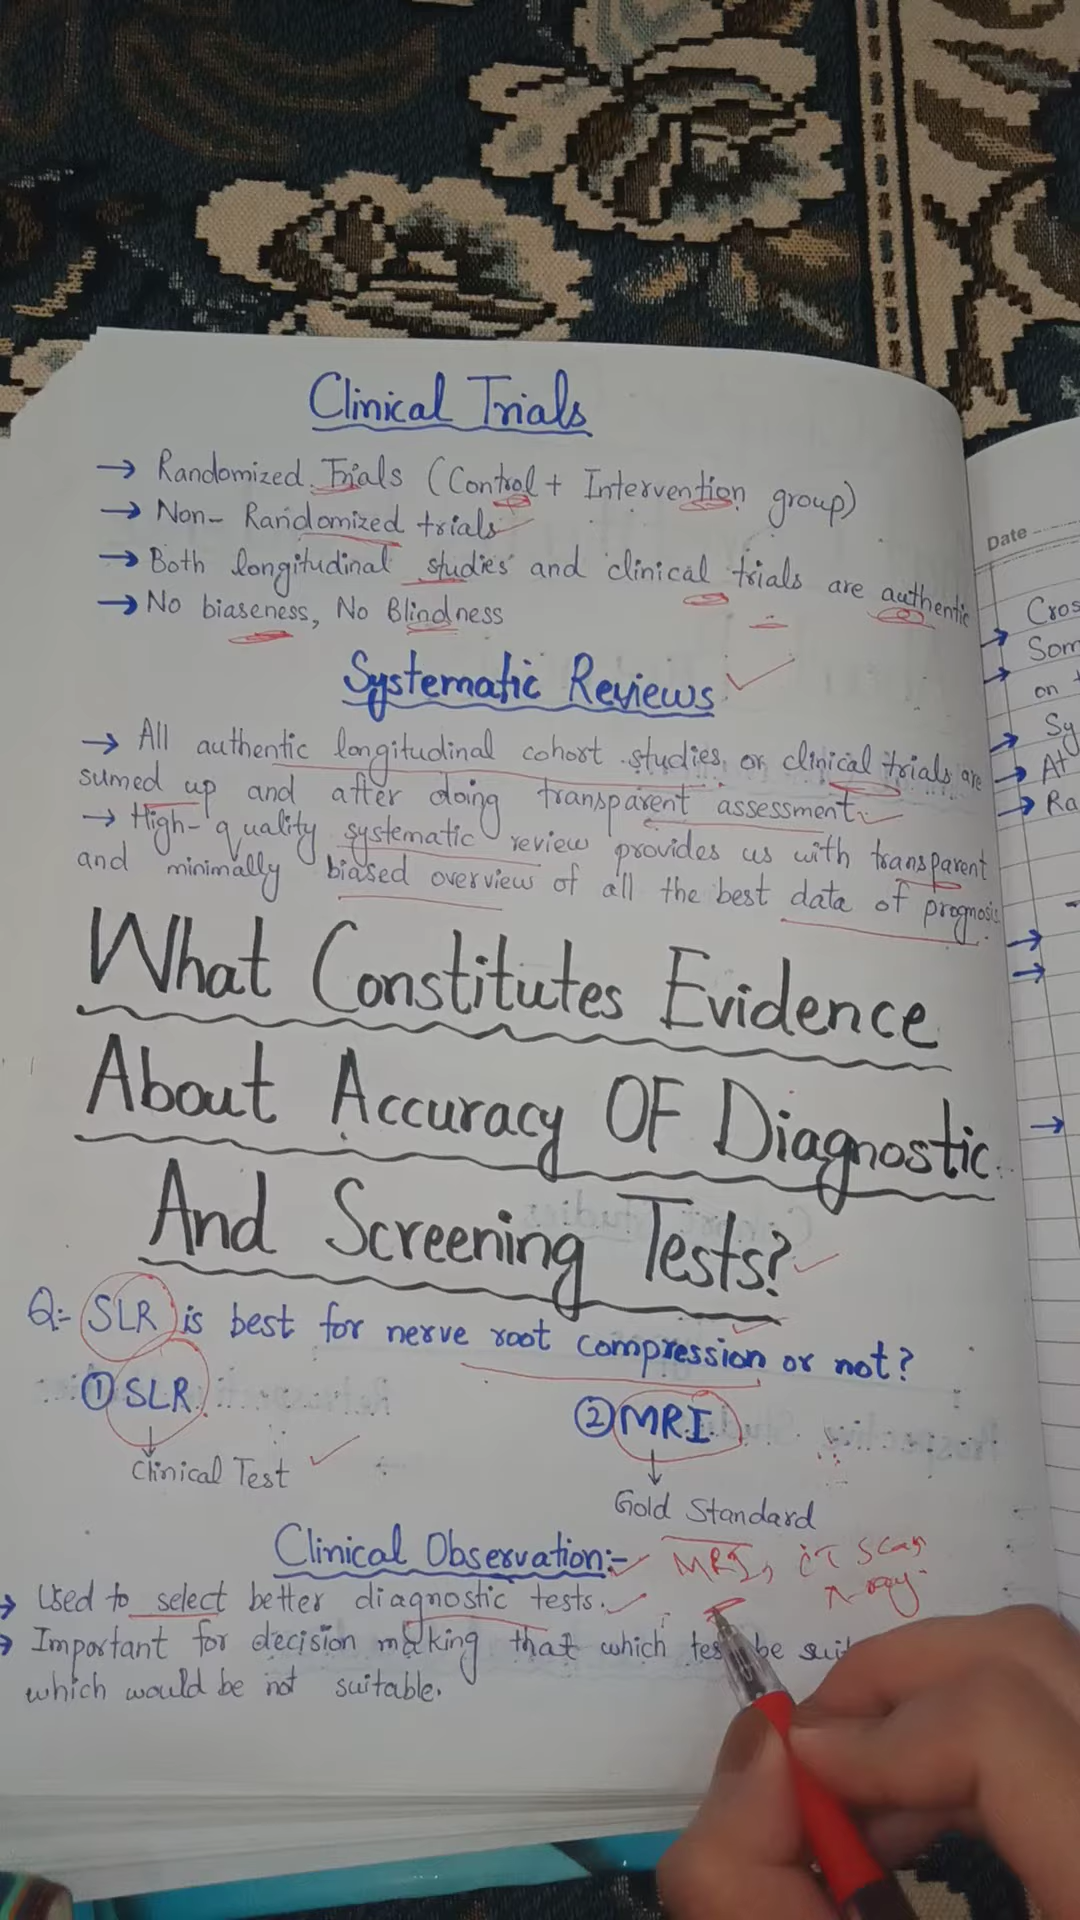 Clinical Trials
→ Randomized Trials (Control + Intervention group)
→ Non-Randomized trials
→ Both longitudinal studies and clinical trials are authentic
→ No biaseness, No Blindness
Systematic Reviews
→ All authentic longitudinal cohort studies or clinical trials are
sumed up and after doing transparent assessment.
→ High-quality systematic review provides us with transparent
and minimally biased overview of all the best data of prognosis
What Constitutes Evidence
About Accuracy OF Diagnostic
And Screening Tests?
Q:- SLR is best for nerve root compression or not?
① SLR
② MRI
↓
Clinical Test
↓
Gold Standard
Clinical Observation:-
MRI, CT Scan
X-ray
→ Used to select better diagnostic tests.
→ Important for decision making that which be
which would be not suitable.
Date
Cros
→ Som
on
→ Sy
→ At
→ Ra